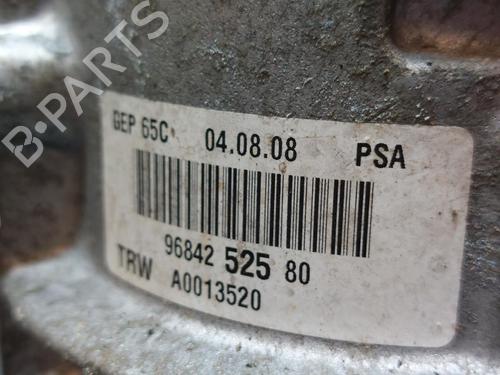 GEP 65C 04.08.08 PSA
96842 525 80
TRW A0013520
B-PARTS